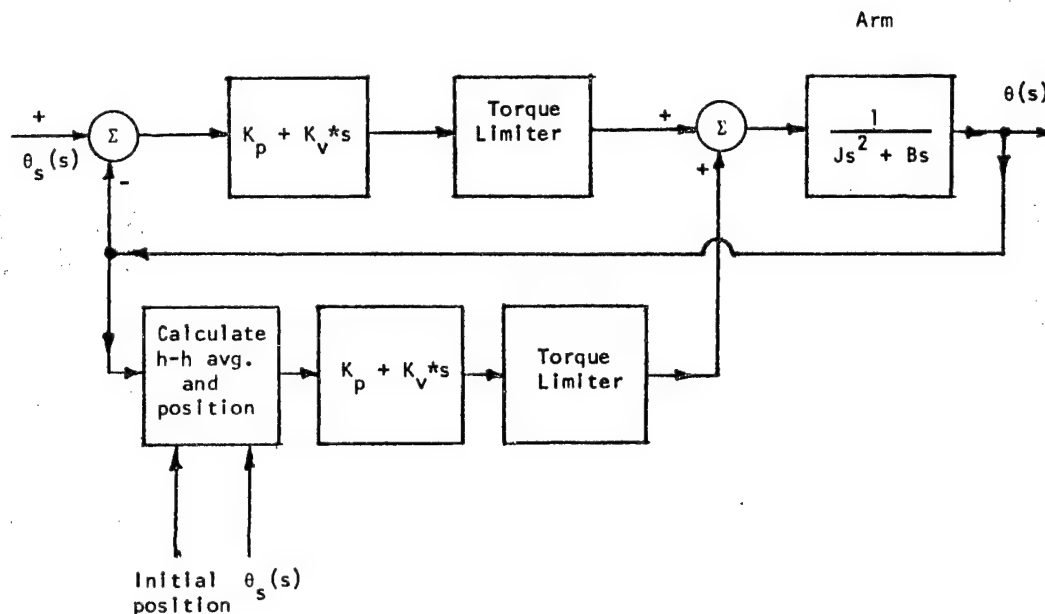 Arm
+
θs(s)
Σ
-
Kp + Kv*s
Torque
Limiter
+
Σ
+
1
Js² + Bs
θ(s)
Calculate
h-h avg.
and
position
Kp + Kv*s
Torque
Limiter
Initial θs(s)
position